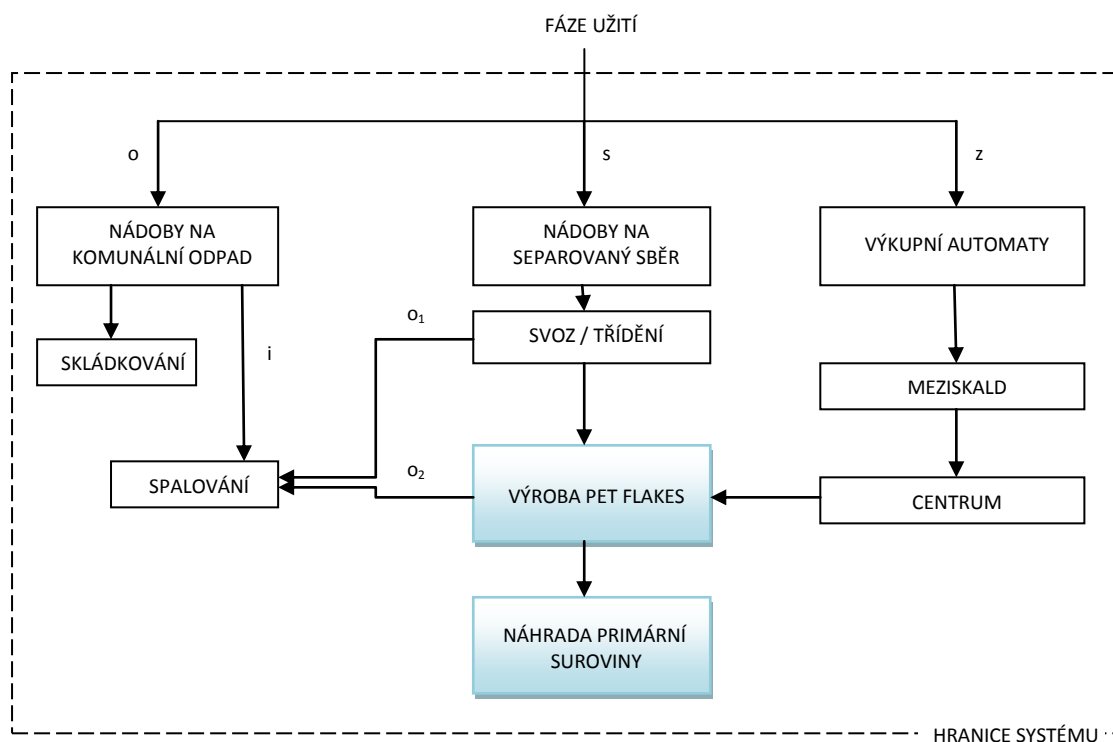 FÁZE UŽITÍ
o
s
z
NÁDOBY NA
KOMUNÁLNÍ ODPAD
NÁDOBY NA
SEPAROVANÝ SBĚR
VÝKUPNÍ AUTOMATY
o₁
SVOZ / TŘÍDĚNÍ
SKLÁDKOVÁNÍ
i
MEZISKALD
SPALOVÁNÍ
o₂
VÝROBA PET FLAKES
CENTRUM
NÁHRADA PRIMÁRNÍ
SUROVINY
HRANICE SYSTÉMU